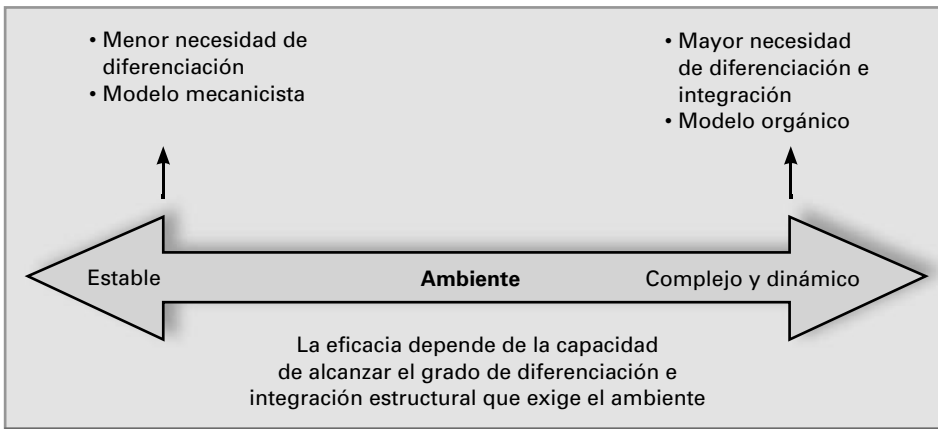 • Menor necesidad de
diferenciación
• Modelo mecanicista
• Mayor necesidad
de diferenciación e
integración
• Modelo orgánico
Estable
Ambiente
Complejo y dinámico
La eficacia depende de la capacidad
de alcanzar el grado de diferenciación e
integración estructural que exige el ambiente